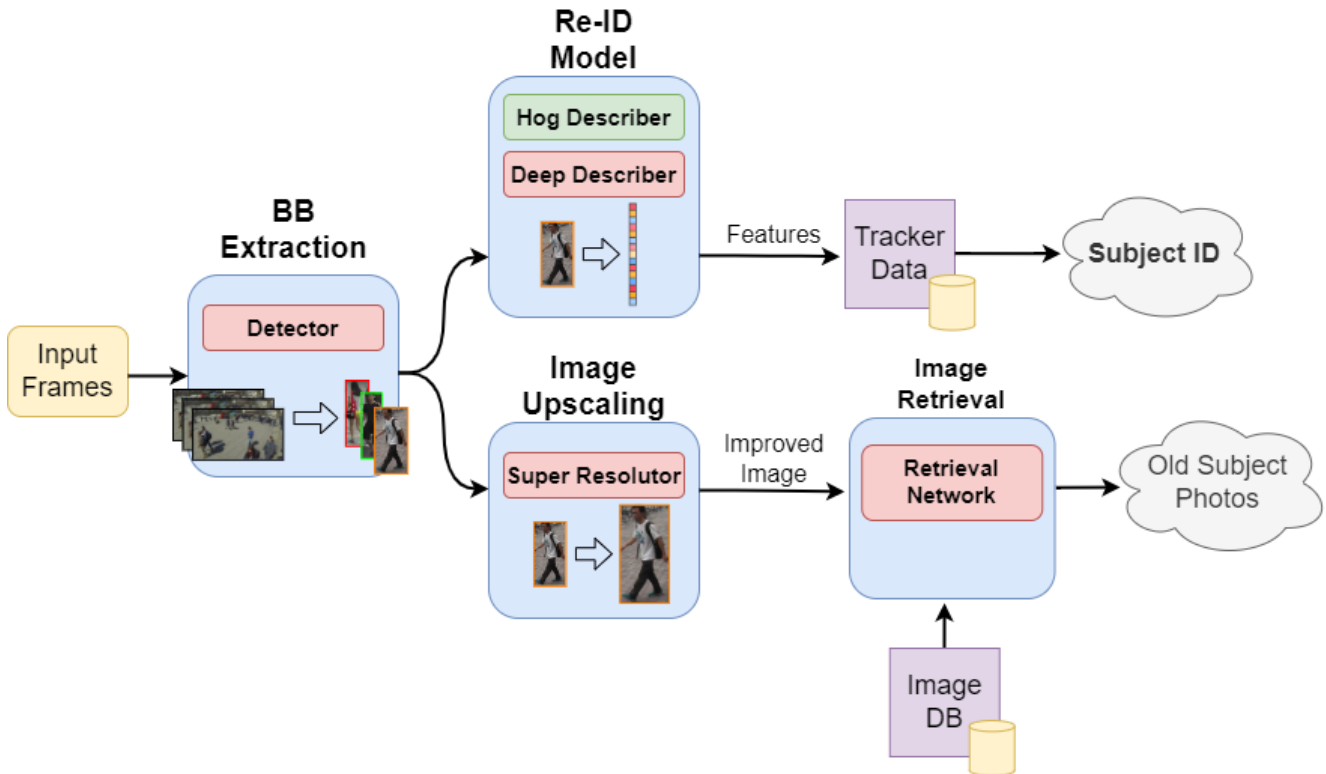 Re-ID
Model
Hog Describer
Deep Describer
BB
Extraction
Detector
Input
Frames
Features
Tracker
Data
Subject ID
Image
Upscaling
Super Resolutor
Improved
Image
Image
Retrieval
Retrieval
Network
Old Subject
Photos
Image
DB